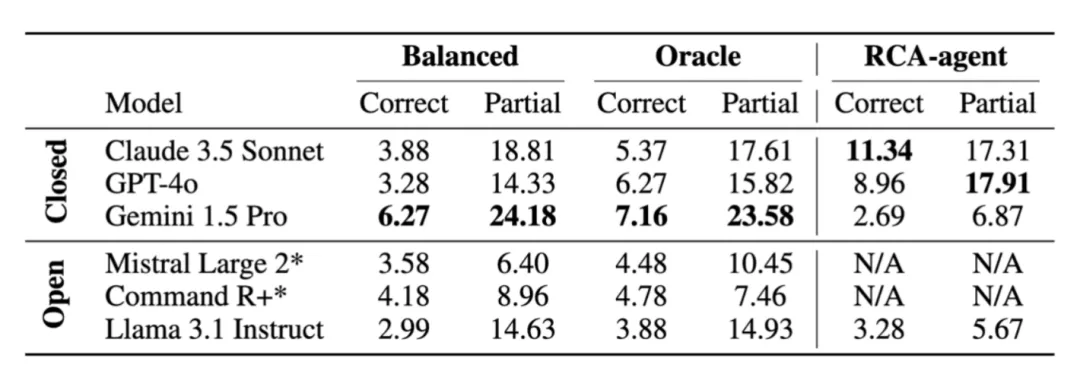 Balanced Oracle RCA-agent
Model Correct Partial Correct Partial Correct Partial
Closed
Claude 3.5 Sonnet 3.88 18.81 5.37 17.61 11.34 17.31
GPT-4o 3.28 14.33 6.27 15.82 8.96 17.91
Gemini 1.5 Pro 6.27 24.18 7.16 23.58 2.69 6.87
Open
Mistral Large 2* 3.58 6.40 4.48 10.45 N/A N/A
Command R+* 4.18 8.96 4.78 7.46 N/A N/A
Llama 3.1 Instruct 2.99 14.63 3.88 14.93 3.28 5.67